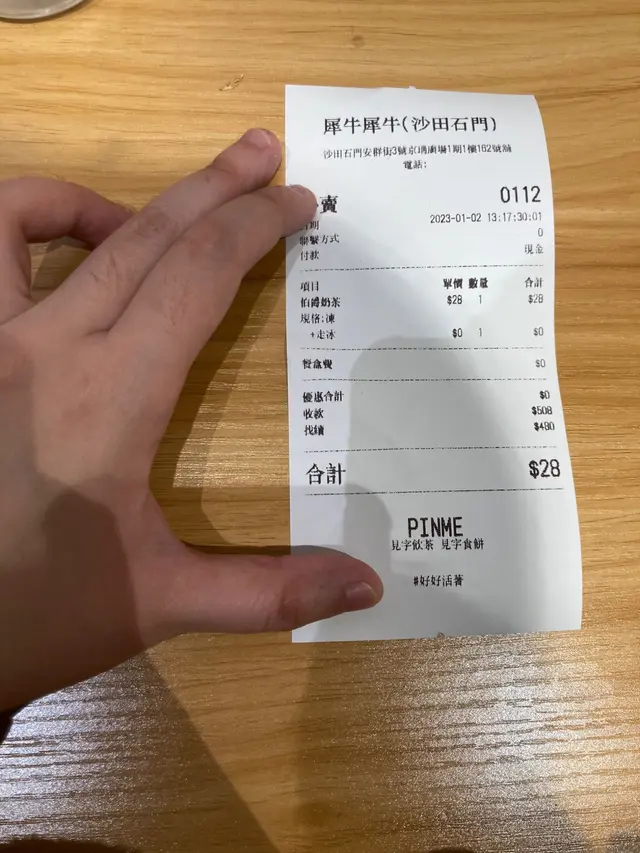 犀牛犀牛(沙田石門)
沙田石門安群街3號京瑞廣場1期1樓182號舖
電話:
賣 0112
期 2023-01-02 13:17:30:01
聯繫方式 0
付款 現金
項目 單價 數量 合計
伯爵奶茶 $28 1 $28
規格:凍
+走冰 $0 1 $0
餐盒費 $0
優惠合計 $0
收款 $508
找續 $480
合計 $28
PINME
見字飲茶 見字食餅
#好好活著